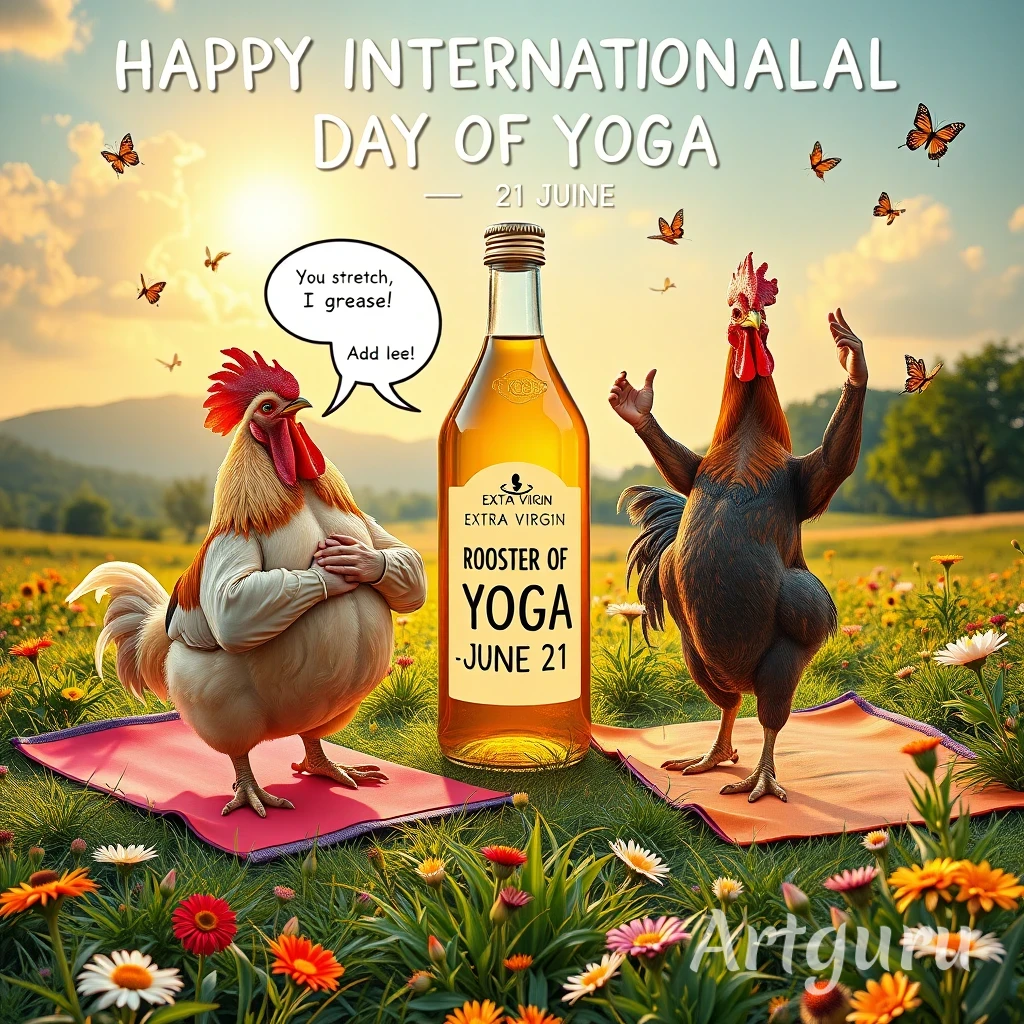 HAPPY INTERNATIONALAL
DAY OF YOGA
— 21 JUINE
You stretch,
I grease!
Add lee!
EXTA VIRIN
EXTRA VIRGIN
ROOSTER OF
YOGA
-JUNE 21
Artguru